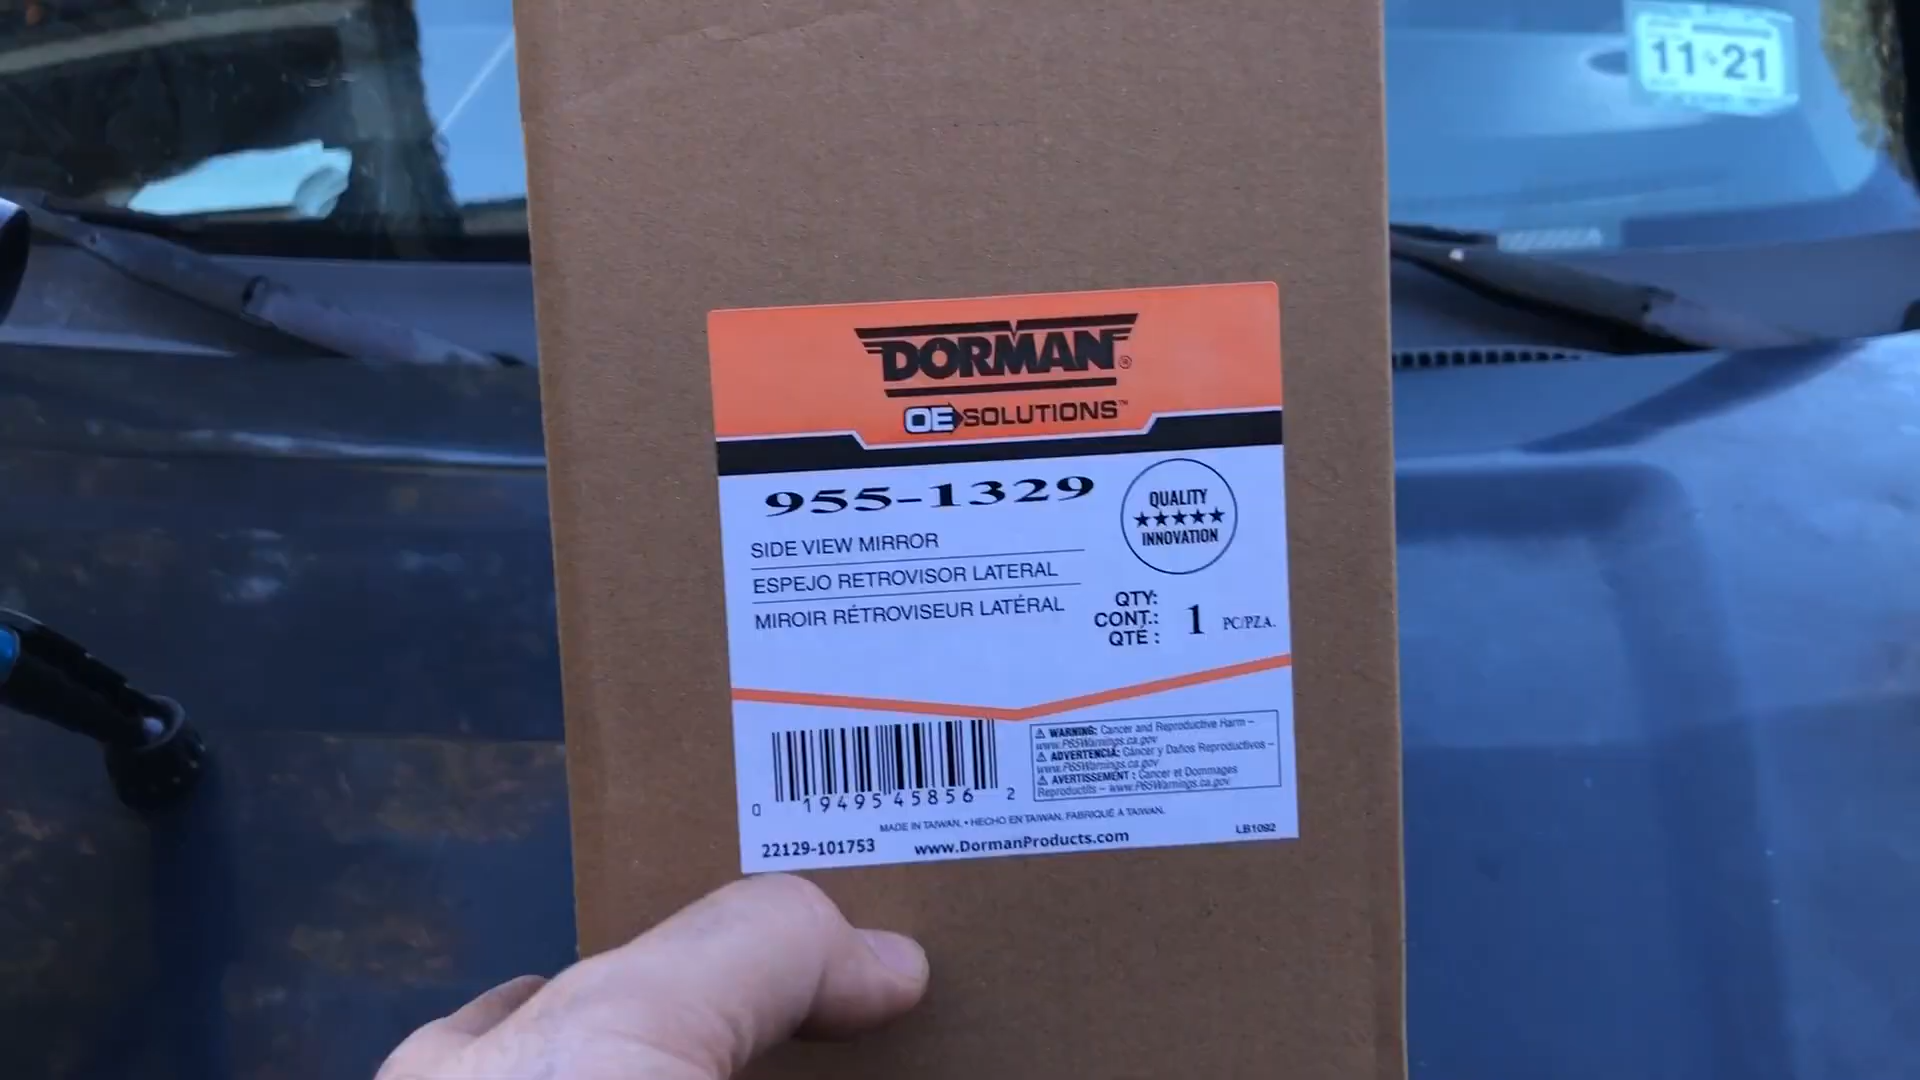 11 21
DORMAN®
OE SOLUTIONS™
955-1329
SIDE VIEW MIRROR
ESPEJO RETROVISOR LATERAL
MIROIR RÉTROVISEUR LATÉRAL
QUALITY
★★★★★
INNOVATION
QTY:
CONT.:
QTÉ :
1 PC/PZA.
⚠ WARNING: Cancer and Reproductive Harm –
www.P65Warnings.ca.gov
⚠ ADVERTENCIA: Cáncer y Daños Reproductivos –
www.P65Warnings.ca.gov
⚠ AVERTISSEMENT : Cancer et Dommages
Reproductifs – www.P65Warnings.ca.gov
0 19495 45856 2
MADE IN TAIWAN, • HECHO EN TAIWAN, FABRIQUÉ À TAIWAN,
22129-101753
www.DormanProducts.com
LB1092